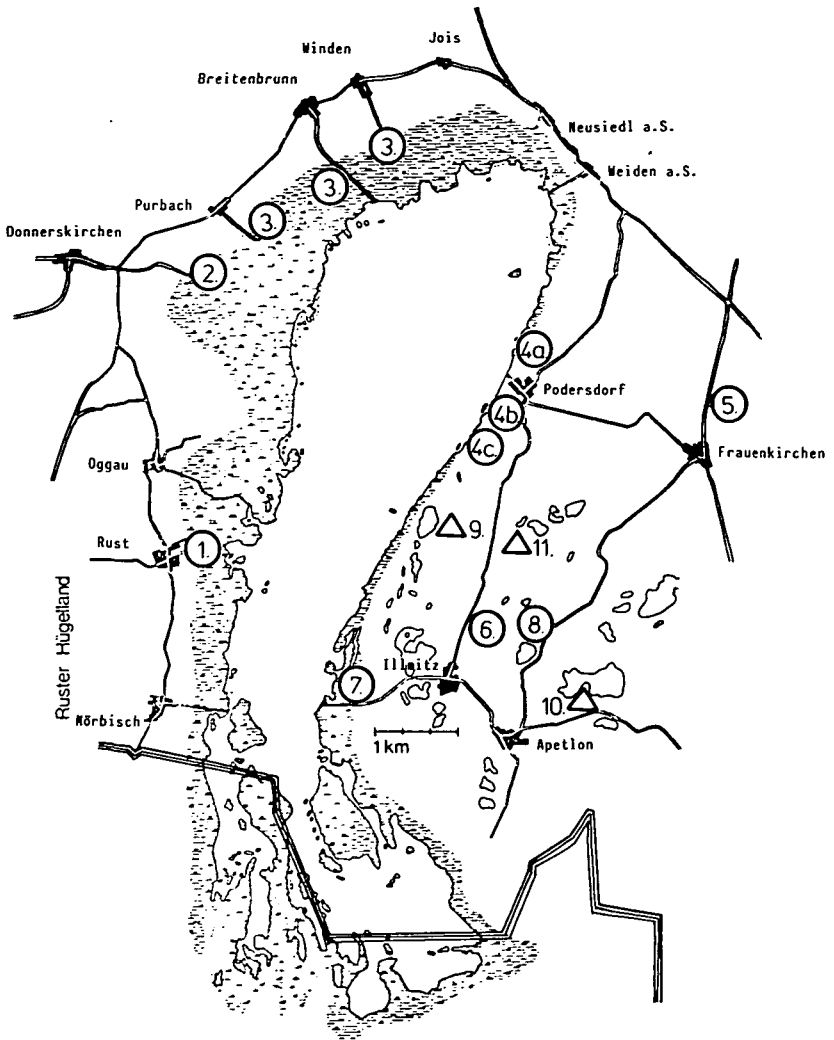 Jois
Winden
Breitenbrunn
Neusiedl a.S.
3.
Weiden a.S.
3.
Purbach
3.
Donnerskirchen
2.
4a.
Podersdorf
4b.
5.
4c.
Frauenkirchen
Oggau
9.
11.
Rust
1.
Ruster Hügelland
6.
8.
Illmitz
7.
10.
Mörbisch
1km
Apetlon